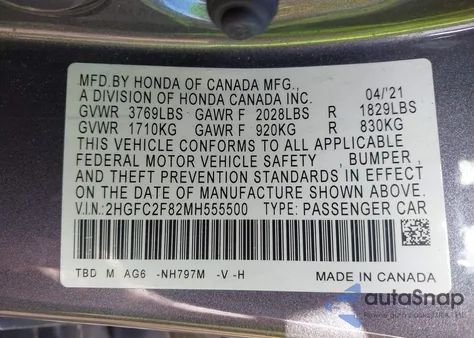 MFD.BY HONDA OF CANADA MFG.,
A DIVISION OF HONDA CANADA INC. 04/'21
GVWR 3769LBS GAWR F 2028LBS R 1829LBS
GVWR 1710KG GAWR F 920KG R 830KG
THIS VEHICLE CONFORMS TO ALL APPLICABLE
FEDERAL MOTOR VEHICLE SAFETY , BUMPER ,
AND THEFT PREVENTION STANDARDS IN EFFECT
ON THE DATE OF MANUFACTURE SHOWN ABOVE.
V.I.N.: 2HGFC2F82MH555500 TYPE: PASSENGER CAR
TBD M AG6 -NH797M -V -H MADE IN CANADA
autoSnap